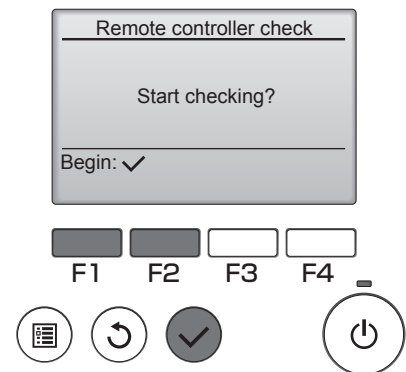 Remote controller check
Start checking?
Begin: ✓
F1 F2 F3 F4